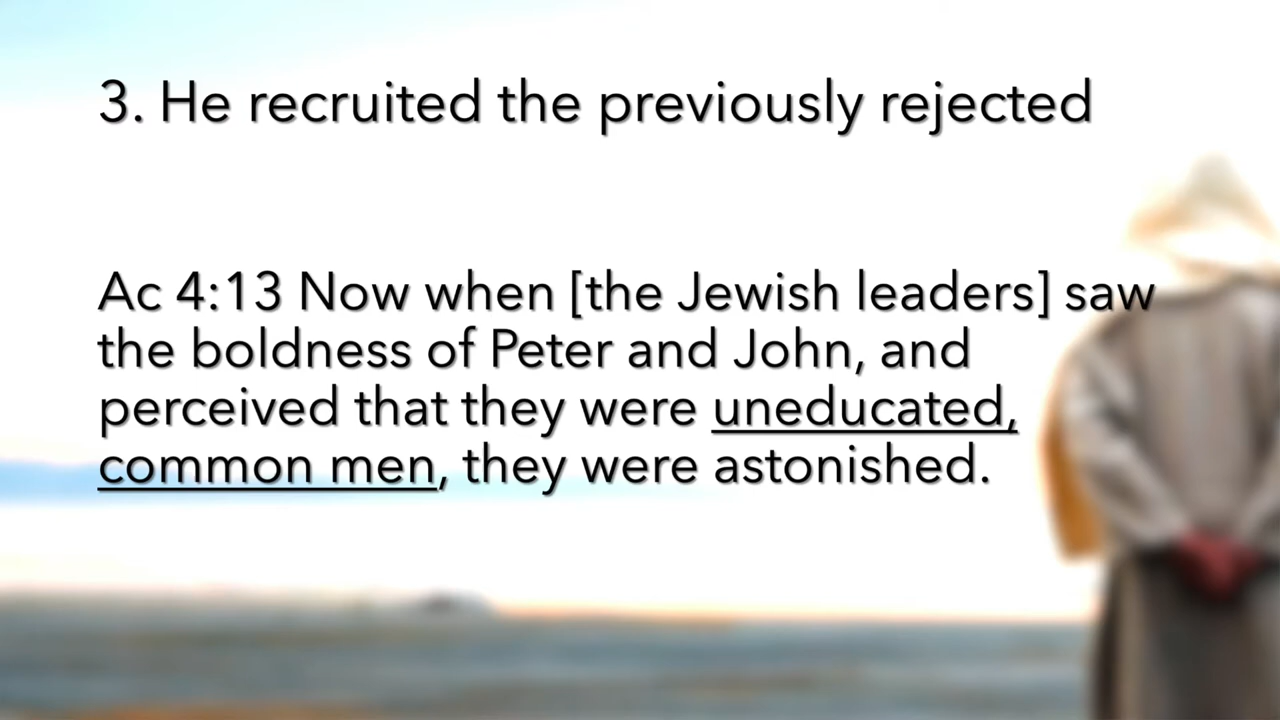 3. He recruited the previously rejected
Ac 4:13 Now when [the Jewish leaders] saw
the boldness of Peter and John, and
perceived that they were uneducated,
common men, they were astonished.